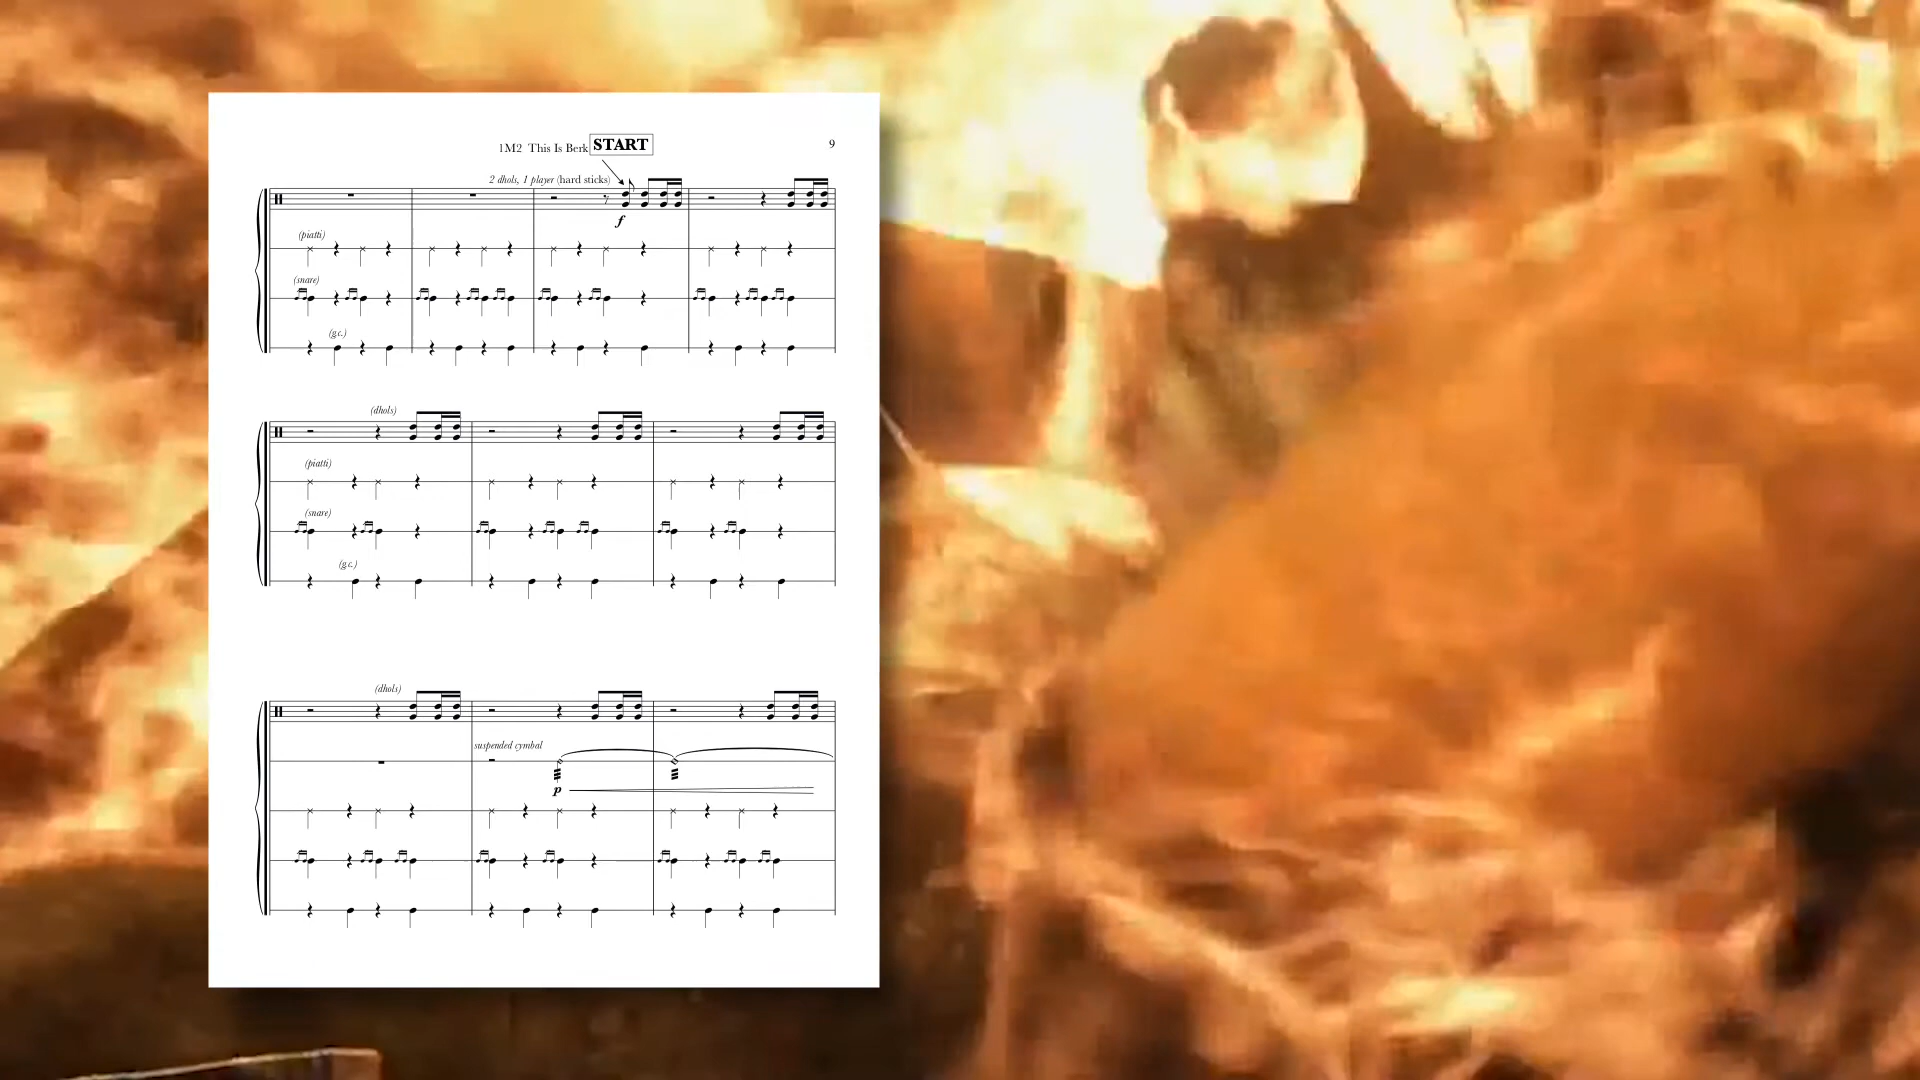 1M2 This Is Berk START
9
2 dhols, 1 player (hard sticks)
f
(piatti)
(snare)
(g.c.)
(dhols)
(piatti)
(snare)
(g.c.)
(dhols)
suspended cymbal
p